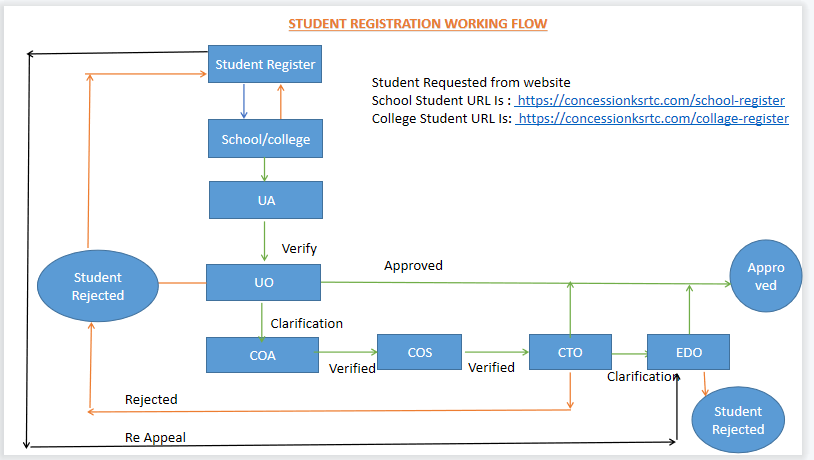 STUDENT REGISTRATION WORKING FLOW
Student Register
Student Requested from website
School Student URL Is : https://concessionksrtc.com/school-register
College Student URL Is: https://concessionksrtc.com/collage-register
School/college
UA
Verify
Student
Rejected
UO
Approved
Appro
ved
Clarification
COA
Verified
COS
Verified
CTO
Clarification
EDO
Rejected
Student
Rejected
Re Appeal